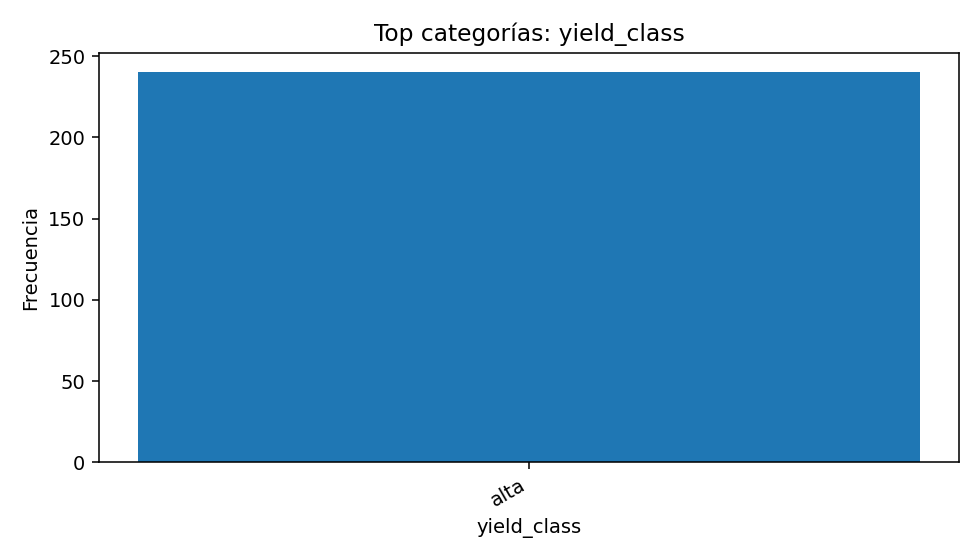 Top categorías: yield_class
Frecuencia
250
200
150
100
50
0
alta
yield_class